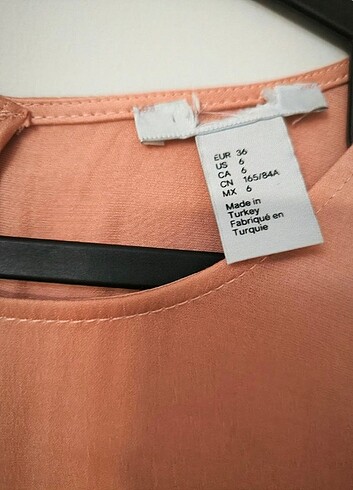 EUR 36
US 6
CA 6
CN 165/84A
MX 6
Made in
Turkey
Fabriqué en
Turquie